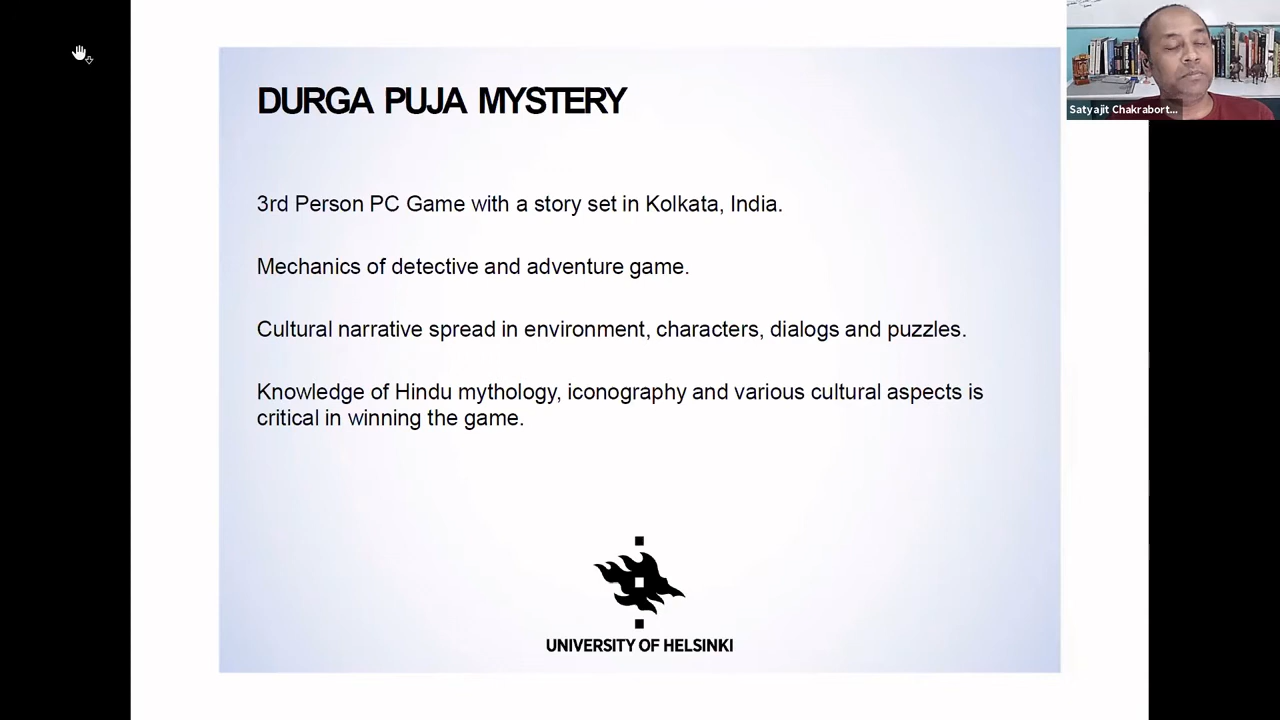 DURGA PUJA MYSTERY
3rd Person PC Game with a story set in Kolkata, India.
Mechanics of detective and adventure game.
Cultural narrative spread in environment, characters, dialogs and puzzles.
Knowledge of Hindu mythology, iconography and various cultural aspects is
critical in winning the game.
UNIVERSITY OF HELSINKI
Satyajit Chakrabort...